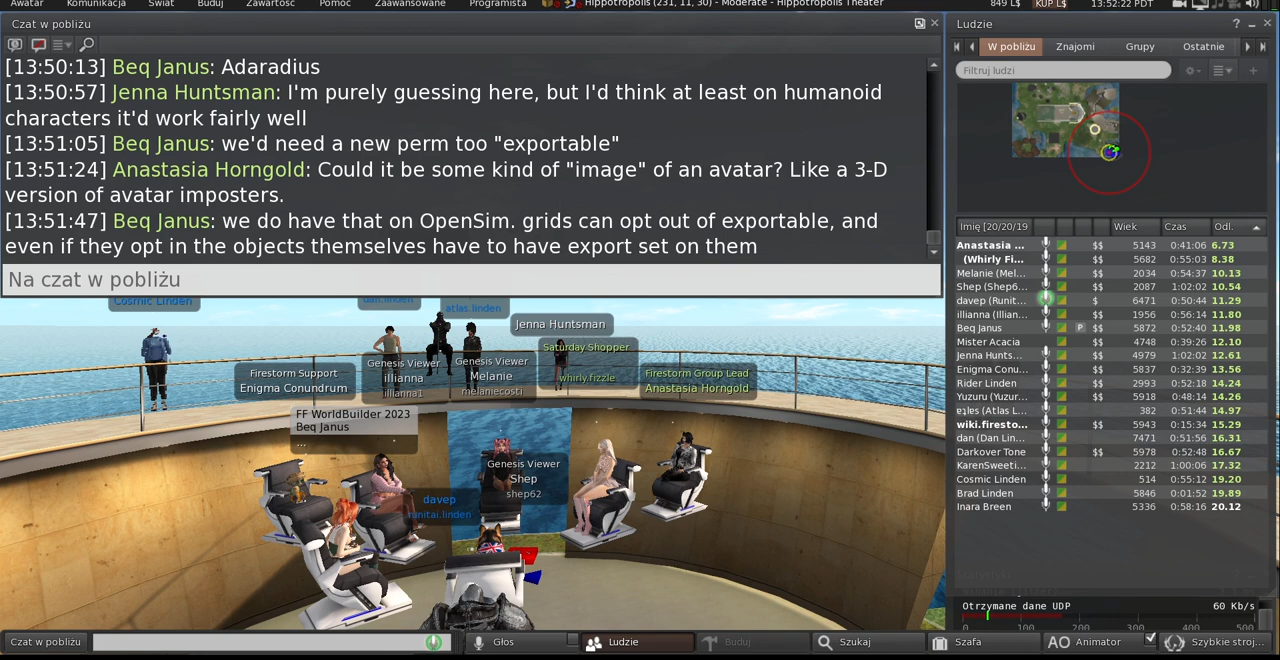 Awatar Komunikacja Świat Buduj Zawartość Pomoc Zaawansowane Programista Hippotropolis (231, 11, 30) - Moderate - Hippotropolis Theater 849 L$ KUP L$ 13:52:22 PDT
Czat w pobliżu
[13:50:13] Beq Janus: Adaradius
[13:50:57] Jenna Huntsman: I'm purely guessing here, but I'd think at least on humanoid
characters it'd work fairly well
[13:51:05] Beq Janus: we'd need a new perm too "exportable"
[13:51:24] Anastasia Horngold: Could it be some kind of "image" of an avatar? Like a 3-D
version of avatar imposters.
[13:51:47] Beq Janus: we do have that on OpenSim. grids can opt out of exportable, and
even if they opt in the objects themselves have to have export set on them
Na czat w pobliżu
Cosmic Linden
dan.linden
atlas.linden
Jenna Huntsman
Saturday Shopper
whirly.fizzle
Firestorm Support
Enigma Conundrum
Genesis Viewer
illianna
illianna1
Genesis Viewer
Melanie
melaniecosti
Firestorm Group Lead
Anastasia Horngold
FF WorldBuilder 2023
Beq Janus
...
Genesis Viewer
Shep
shep62
davep
runitai.linden
Ludzie
W pobliżu Znajomi Grupy Ostatnie
Filtruj ludzi
Imię [20/20/19 Wiek Czas Odl.
Anastasia ... $$ 5143 0:41:06 6.73
(Whirly Fi... $$ 5682 0:55:03 8.38
Melanie (Mel... $$ 2034 0:54:37 10.13
Shep (Shep6... $$ 2087 1:02:02 10.54
davep (Runit... $ 6471 0:50:44 11.29
illianna (Illian... $$ 1956 0:56:14 11.80
Beq Janus P $$ 5872 0:52:40 11.98
Mister Acacia $$ 4748 0:39:26 12.10
Jenna Hunts... $$ 4979 1:02:02 12.61
Enigma Conu... $$ 5837 0:32:39 13.56
Rider Linden $$ 2993 0:52:18 14.24
Yuzuru (Yuzur... $$ 5918 0:48:14 14.26
(Atlas L... 382 0:51:44 14.97
wiki.firesto... $$ 5943 0:15:34 15.29
dan (Dan Lin... 7471 0:51:56 16.31
Darkover Tone $$ 5978 0:52:48 16.67
KarenSweeti... 2212 1:00:06 17.32
Cosmic Linden 514 0:55:12 19.20
Brad Linden 5846 0:01:52 19.89
Inara Breen 5336 0:58:16 20.12
Otrzymane dane UDP 60 Kb/s
0 100 200 300 400 500
Czat w pobliżu Głos Ludzie Buduj Szukaj Szafa AO Animator Szybkie stroj...